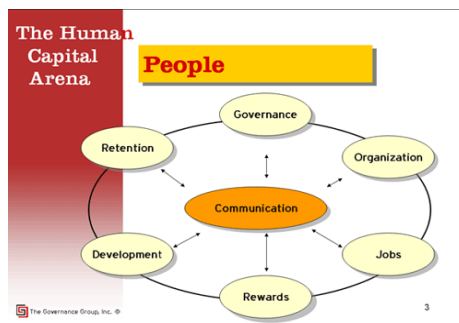 The Human
Capital
Arena
People
Governance
Retention
Organization
Communication
Development
Jobs
Rewards
The Governance Group, Inc. ©
3